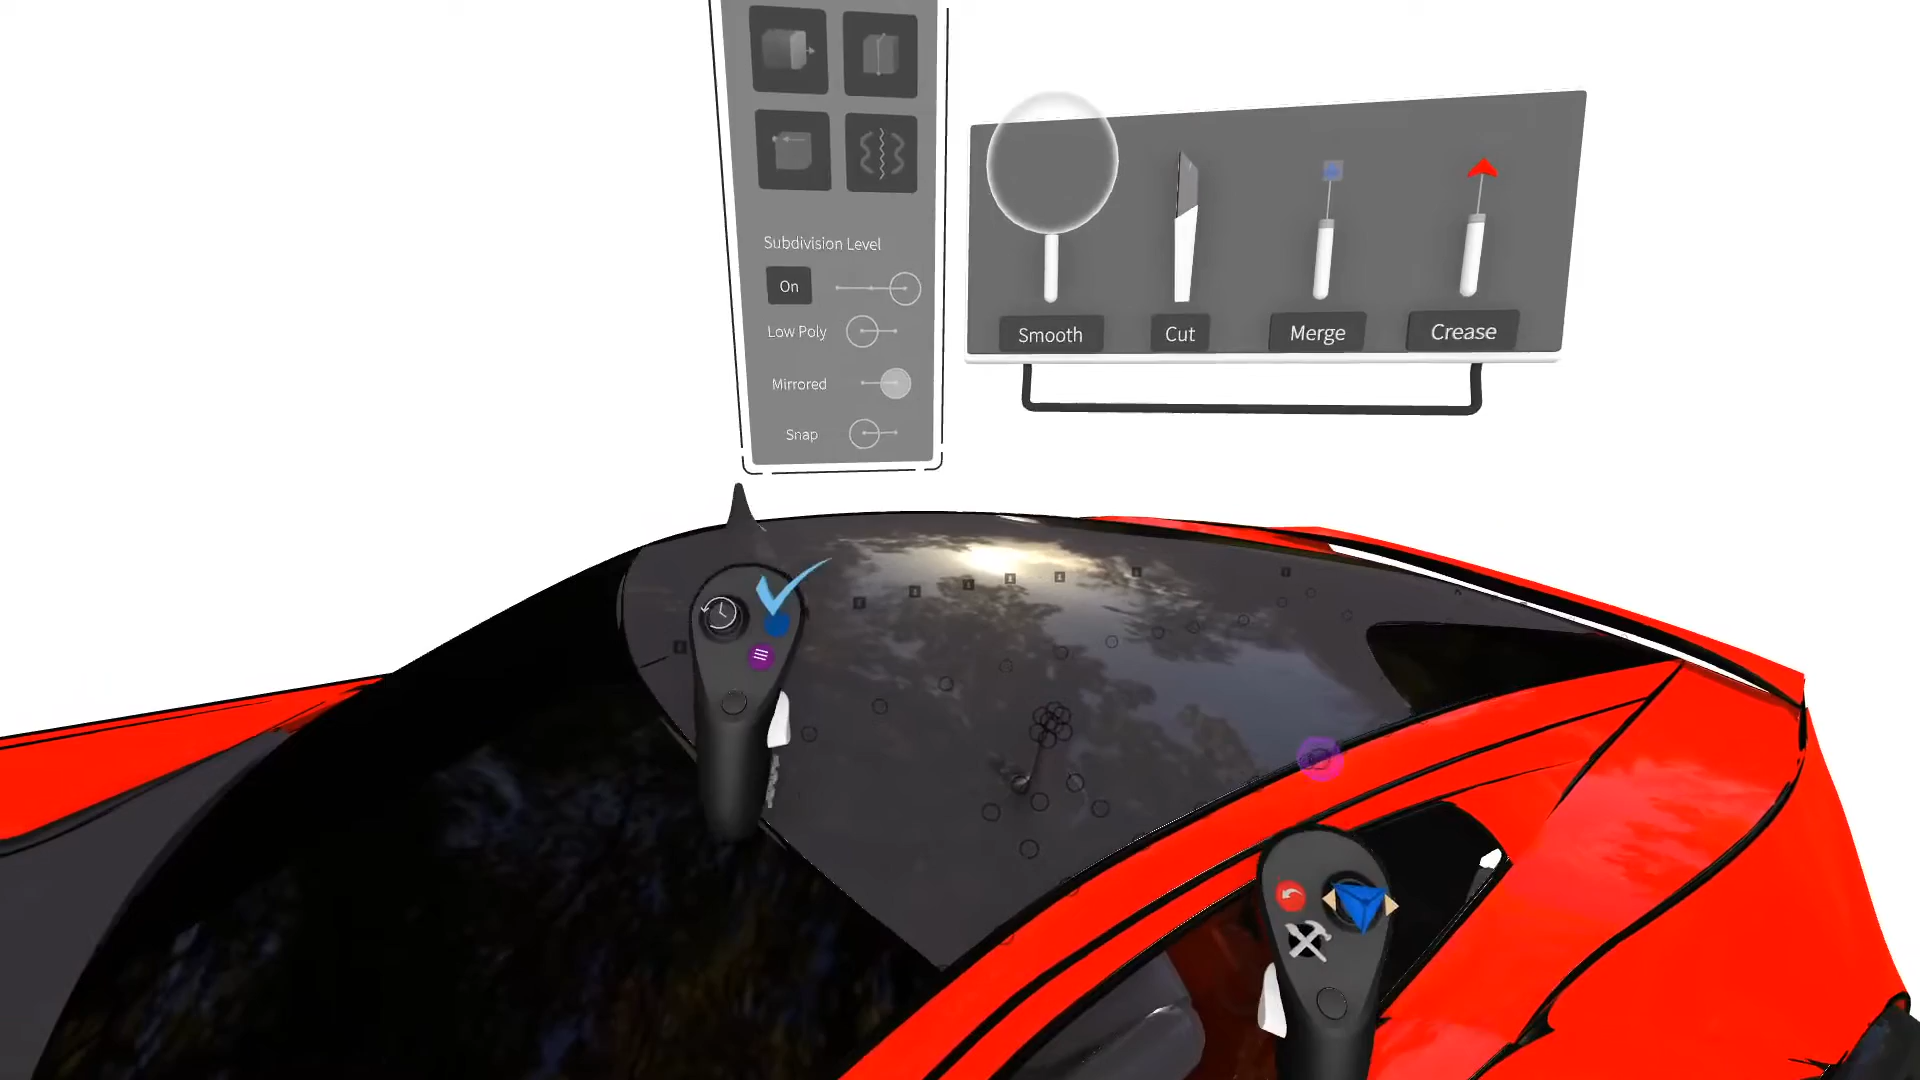 Subdivision Level
On
Low Poly
Mirrored
Snap
Smooth
Cut
Merge
Crease